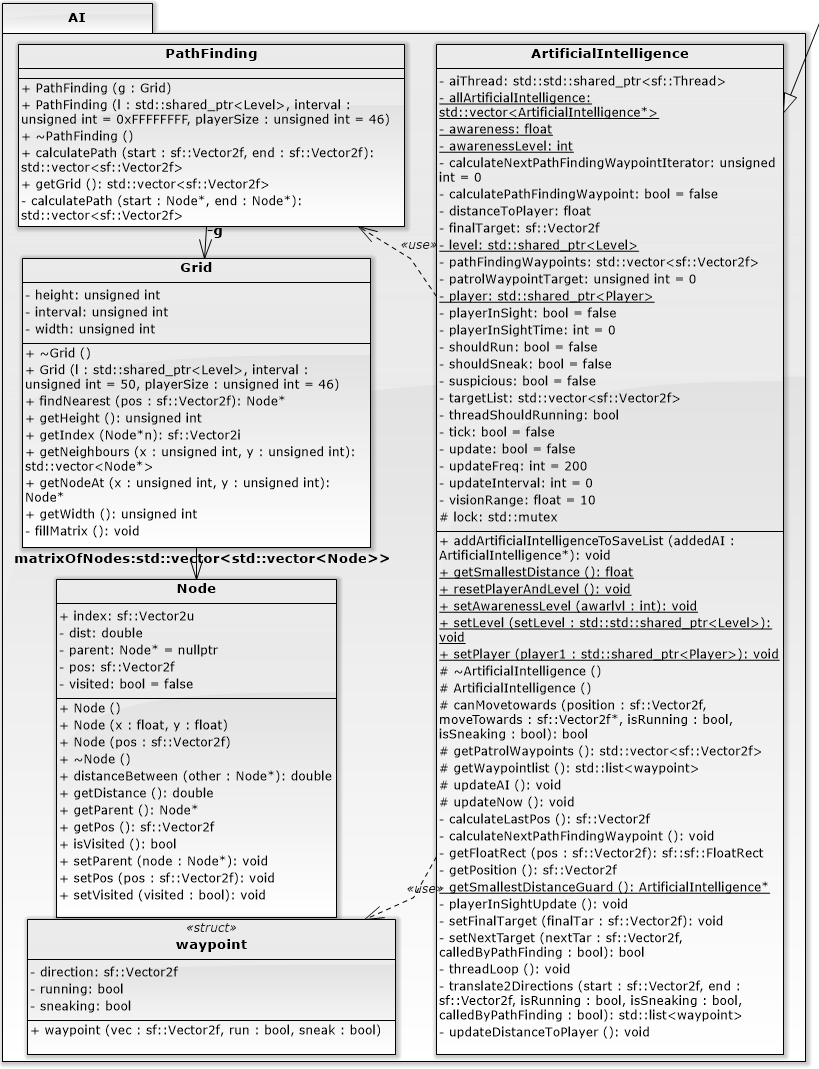 AI
PathFinding
+ PathFinding (g : Grid)
+ PathFinding (l : std::shared_ptr<Level>, interval :
unsigned int = 0xFFFFFFFF, playerSize : unsigned int = 46)
+ ~PathFinding ()
+ calculatePath (start : sf::Vector2f, end : sf::Vector2f):
std::vector<sf::Vector2f>
+ getGrid (): std::vector<sf::Vector2f>
- calculatePath (start : Node*, end : Node*):
std::vector<sf::Vector2f>
-g
Grid
- height: unsigned int
- interval: unsigned int
- width: unsigned int
+ ~Grid ()
+ Grid (l : std::shared_ptr<Level>, interval :
unsigned int = 50, playerSize : unsigned int = 46)
+ findNearest (pos : sf::Vector2f): Node*
+ getHeight (): unsigned int
+ getIndex (Node*n): sf::Vector2i
+ getNeighbours (x : unsigned int, y : unsigned int):
std::vector<Node*>
+ getNodeAt (x : unsigned int, y : unsigned int):
Node*
+ getWidth (): unsigned int
- fillMatrix (): void
matrixOfNodes:std::vector<std::vector<Node>>
Node
+ index: sf::Vector2u
- dist: double
- parent: Node* = nullptr
- pos: sf::Vector2f
- visited: bool = false
+ Node ()
+ Node (x : float, y : float)
+ Node (pos : sf::Vector2f)
+ ~Node ()
+ distanceBetween (other : Node*): double
+ getDistance (): double
+ getParent (): Node*
+ getPos (): sf::Vector2f
+ isVisited (): bool
+ setParent (node : Node*): void
+ setPos (pos : sf::Vector2f): void
+ setVisited (visited : bool): void
«struct»
waypoint
- direction: sf::Vector2f
- running: bool
- sneaking: bool
+ waypoint (vec : sf::Vector2f, run : bool, sneak : bool)
«use»
«use»
ArtificialIntelligence
- aiThread: std::std::shared_ptr<sf::Thread>
- allArtificialIntelligence:
std::vector<ArtificialIntelligence*>
- awareness: float
- awarenessLevel: int
- calculateNextPathFindingWaypointIterator: unsigned
int = 0
- calculatePathFindingWaypoint: bool = false
- distanceToPlayer: float
- finalTarget: sf::Vector2f
- level: std::shared_ptr<Level>
- pathFindingWaypoints: std::vector<sf::Vector2f>
- patrolWaypointTarget: unsigned int = 0
- player: std::shared_ptr<Player>
- playerInSight: bool = false
- playerInSightTime: int = 0
- shouldRun: bool = false
- shouldSneak: bool = false
- suspicious: bool = false
- targetList: std::vector<sf::Vector2f>
- threadShouldRunning: bool
- tick: bool = false
- update: bool = false
- updateFreq: int = 200
- updateInterval: int = 0
- visionRange: float = 10
# lock: std::mutex
+ addArtificialIntelligenceToSaveList (addedAI :
ArtificialIntelligence*): void
+ getSmallestDistance (): float
+ resetPlayerAndLevel (): void
+ setAwarenessLevel (awarlvl : int): void
+ setLevel (setLevel : std::std::shared_ptr<Level>):
void
+ setPlayer (player1 : std::shared_ptr<Player>): void
# ~ArtificialIntelligence ()
# ArtificialIntelligence ()
# canMovetowards (position : sf::Vector2f,
moveTowards : sf::Vector2f*, isRunning : bool,
isSneaking : bool): bool
# getPatrolWaypoints (): std::vector<sf::Vector2f>
# getWaypointlist (): std::list<waypoint>
# updateAI (): void
# updateNow (): void
- calculateLastPos (): sf::Vector2f
- calculateNextPathFindingWaypoint (): void
- getFloatRect (pos : sf::Vector2f): sf::sf::FloatRect
- getPosition (): sf::Vector2f
- getSmallestDistanceGuard (): ArtificialIntelligence*
- playerInSightUpdate (): void
- setFinalTarget (finalTar : sf::Vector2f): void
- setNextTarget (nextTar : sf::Vector2f,
calledByPathFinding : bool): bool
- threadLoop (): void
- translate2Directions (start : sf::Vector2f, end :
sf::Vector2f, isRunning : bool, isSneaking : bool,
calledByPathFinding : bool): std::list<waypoint>
- updateDistanceToPlayer (): void